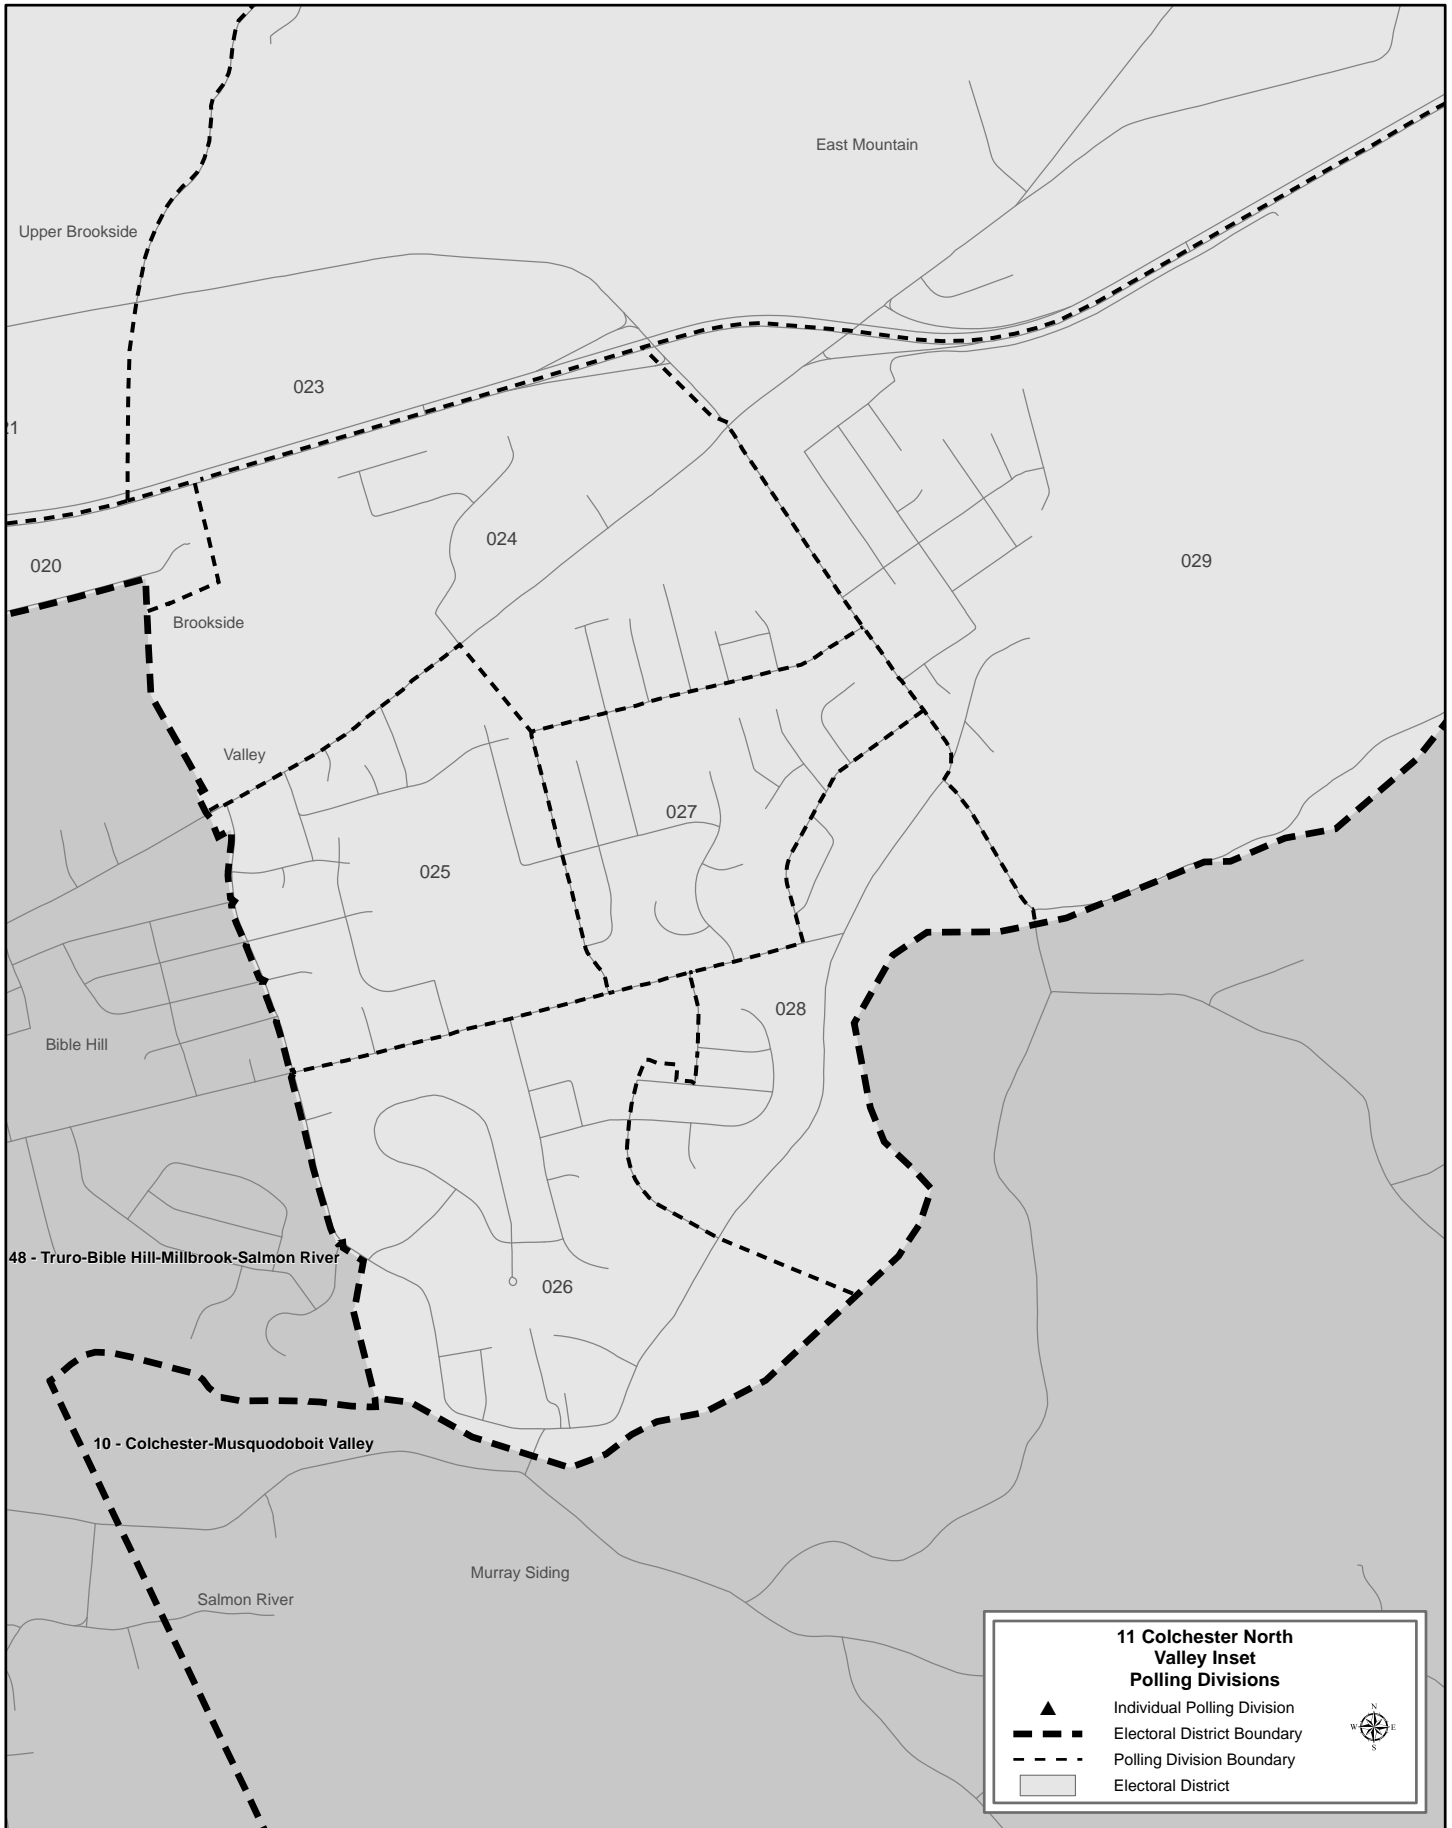 East Mountain
Upper Brookside
023
21
024
020
029
Brookside
Valley
027
025
028
Bible Hill
48 - Truro-Bible Hill-Millbrook-Salmon River
026
10 - Colchester-Musquodoboit Valley
Murray Siding
Salmon River
11 Colchester North
Valley Inset
Polling Divisions
Individual Polling Division
Electoral District Boundary
Polling Division Boundary
Electoral District
N
W E
S